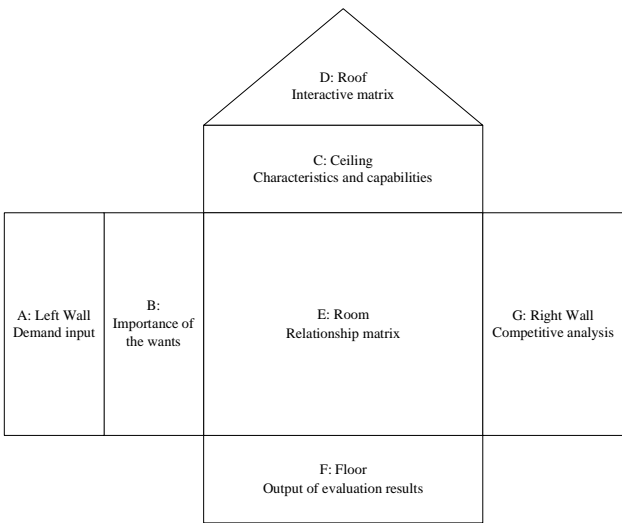 D: Roof
Interactive matrix
C: Ceiling
Characteristics and capabilities
A: Left Wall
Demand input
B:
Importance of
the wants
E: Room
Relationship matrix
G: Right Wall
Competitive analysis
F: Floor
Output of evaluation results